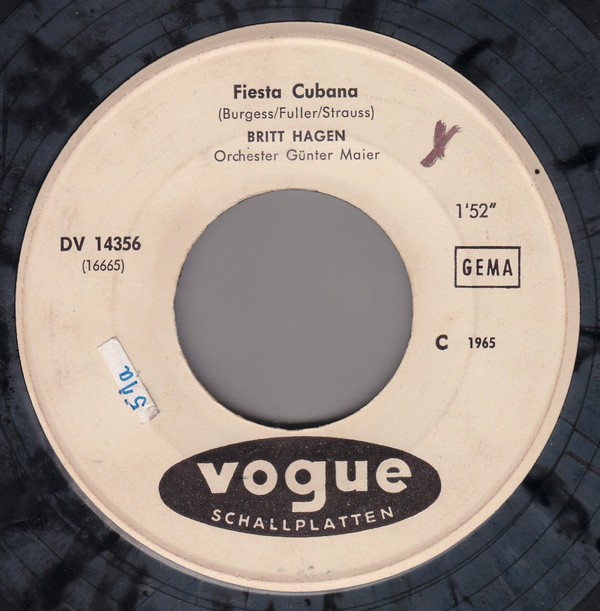 Fiesta Cubana
(Burgess/Fuller/Strauss)
BRITT HAGEN
Orchester Günter Maier
1'52"
DV 14356
(16665)
GEMA
C 1965
51a
vogue
SCHALLPLATTEN